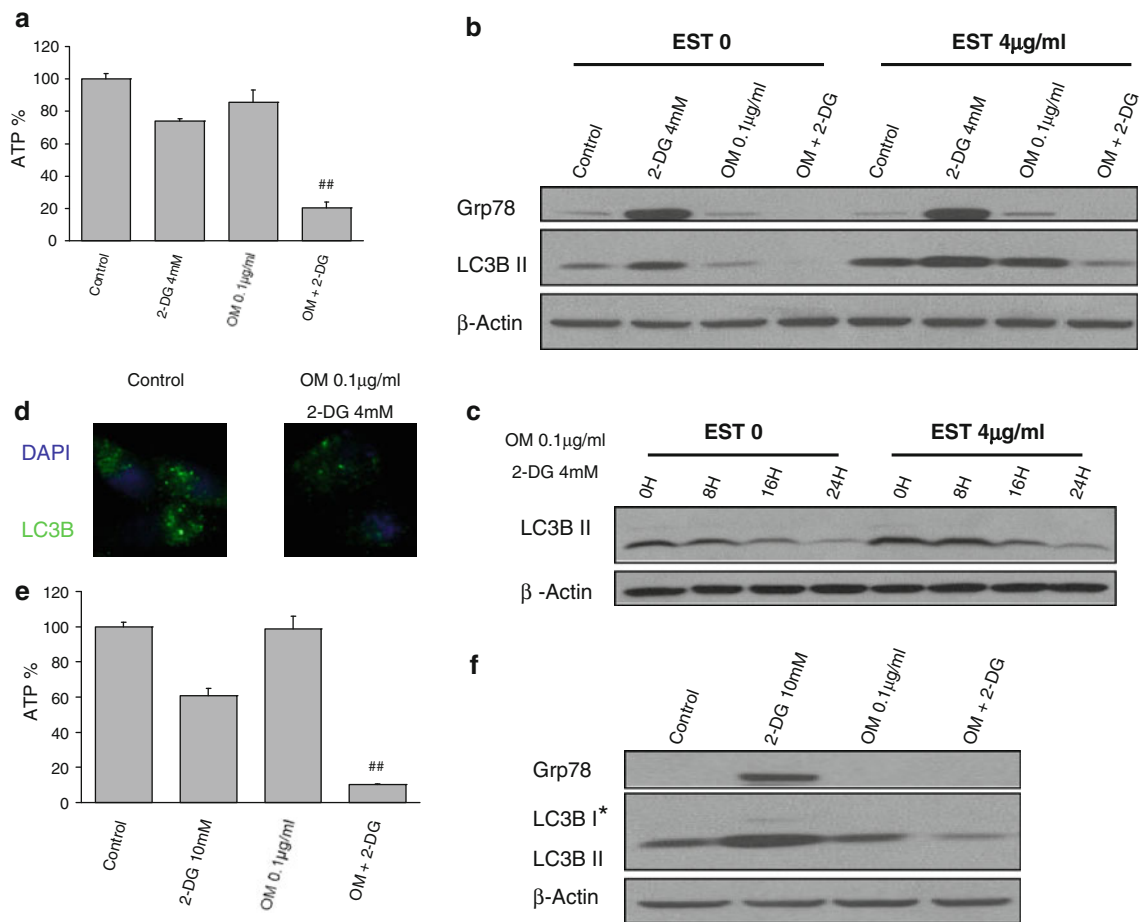 a
120
100
80
60
40
20
0
ATP %
Control
2-DG 4mM
OM 0.1µg/ml
OM + 2-DG
##
b
EST 0
EST 4µg/ml
Control
2-DG 4mM
OM 0.1µg/ml
OM + 2-DG
Control
2-DG 4mM
OM 0.1µg/ml
OM + 2-DG
Grp78
LC3B II
β-Actin
Control
OM 0.1µg/ml
2-DG 4mM
d
DAPI
LC3B
c
OM 0.1µg/ml
2-DG 4mM
EST 0
EST 4µg/ml
0H
8H
16H
24H
0H
8H
16H
24H
LC3B II
β -Actin
e
120
100
80
60
40
20
0
ATP %
Control
2-DG 10mM
OM 0.1µg/ml
OM + 2-DG
##
f
Control
2-DG 10mM
OM 0.1µg/ml
OM + 2-DG
Grp78
LC3B I*
LC3B II
β-Actin